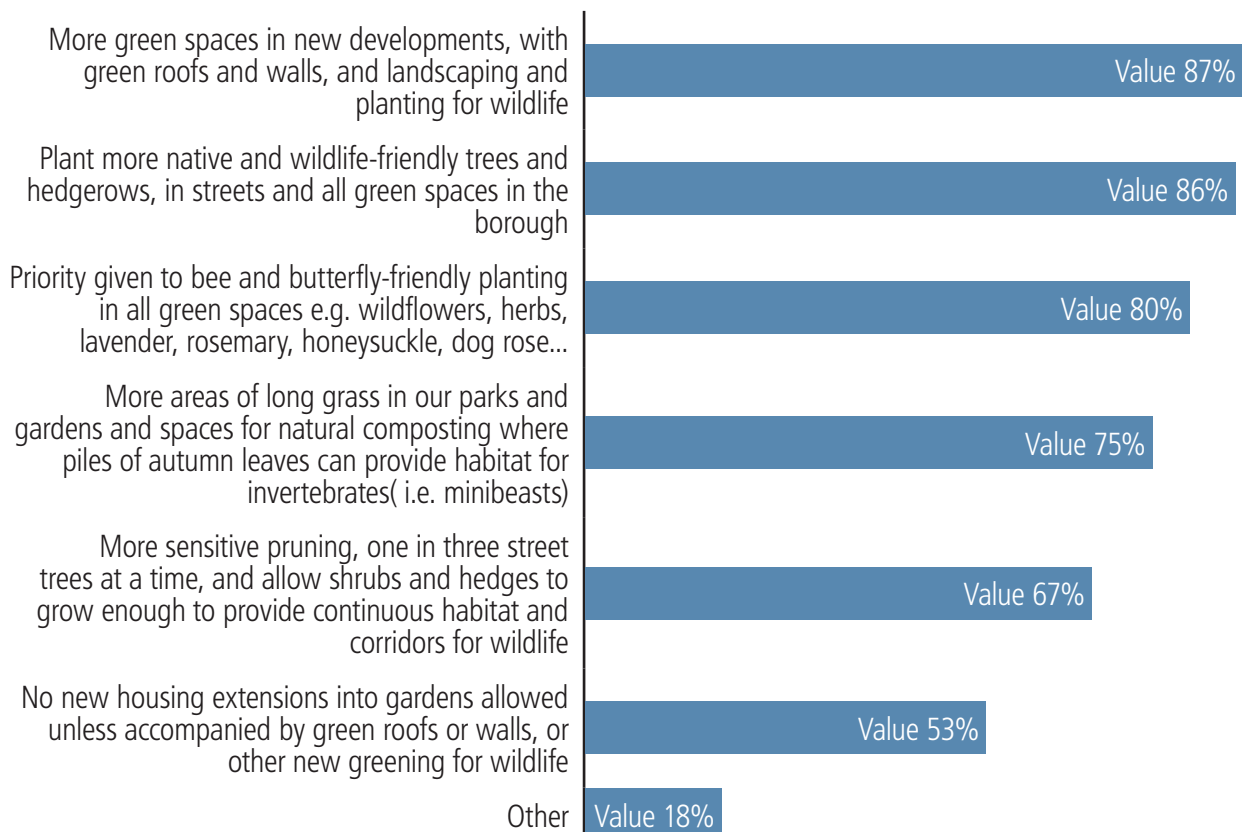 More green spaces in new developments, with
green roofs and walls, and landscaping and
planting for wildlife
Value 87%
Plant more native and wildlife-friendly trees and
hedgerows, in streets and all green spaces in the
borough
Value 86%
Priority given to bee and butterfly-friendly planting
in all green spaces e.g. wildflowers, herbs,
lavender, rosemary, honeysuckle, dog rose...
Value 80%
More areas of long grass in our parks and
gardens and spaces for natural composting where
piles of autumn leaves can provide habitat for
invertebrates( i.e. minibeasts)
Value 75%
More sensitive pruning, one in three street
trees at a time, and allow shrubs and hedges to
grow enough to provide continuous habitat and
corridors for wildlife
Value 67%
No new housing extensions into gardens allowed
unless accompanied by green roofs or walls, or
other new greening for wildlife
Value 53%
Other
Value 18%